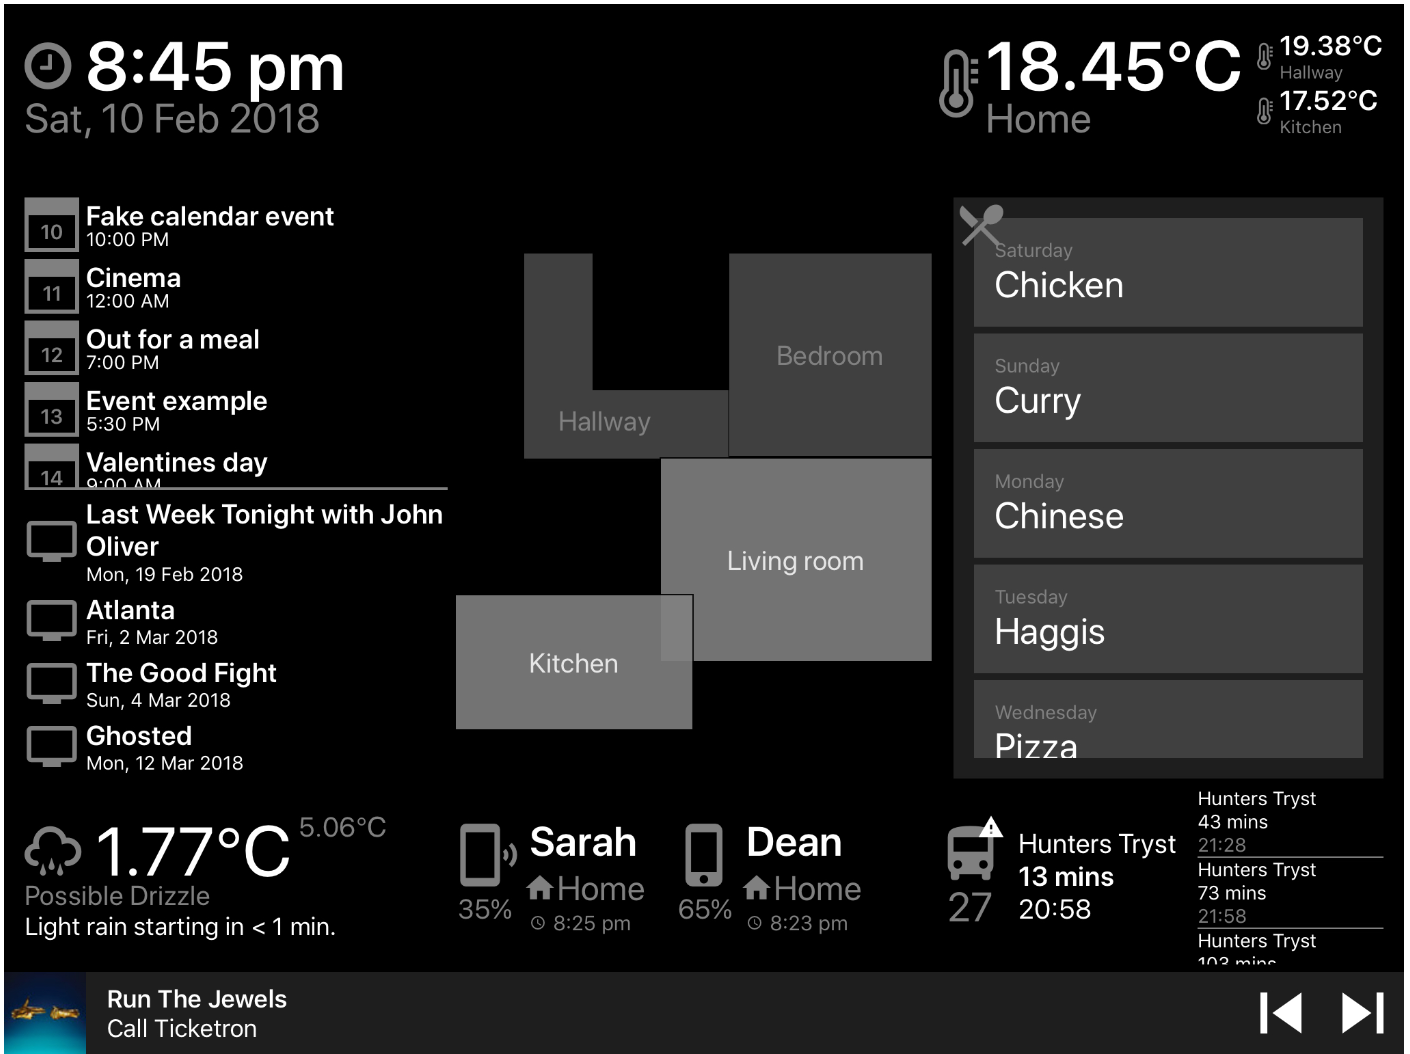 8:45 pm
Sat, 10 Feb 2018
18.45°C
Home
19.38°C
Hallway
17.52°C
Kitchen
10
Fake calendar event
10:00 PM
11
Cinema
12:00 AM
12
Out for a meal
7:00 PM
13
Event example
5:30 PM
14
Valentines day
9:00 AM
Last Week Tonight with John
Oliver
Mon, 19 Feb 2018
Atlanta
Fri, 2 Mar 2018
The Good Fight
Sun, 4 Mar 2018
Ghosted
Mon, 12 Mar 2018
Bedroom
Hallway
Living room
Kitchen
Saturday
Chicken
Sunday
Curry
Monday
Chinese
Tuesday
Haggis
Wednesday
Pizza
1.77°C
5.06°C
Possible Drizzle
Light rain starting in < 1 min.
35%
Sarah
Home
8:25 pm
65%
Dean
Home
8:23 pm
27
Hunters Tryst
13 mins
20:58
Hunters Tryst
43 mins
21:28
Hunters Tryst
73 mins
21:58
Hunters Tryst
103 mins
Run The Jewels
Call Ticketron